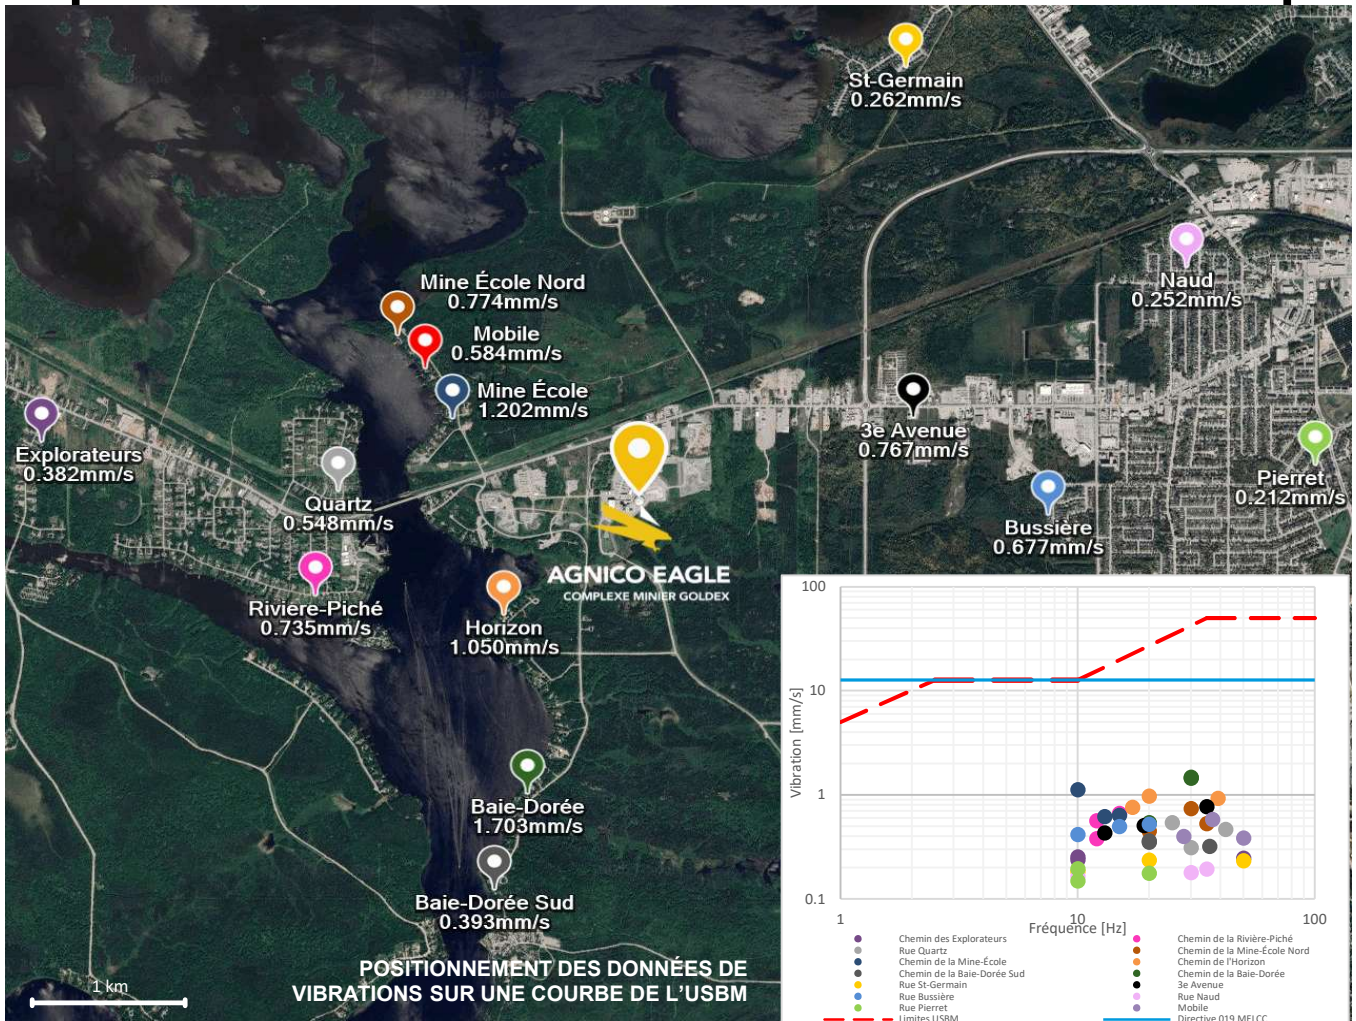 St-Germain
0.262mm/s
Naud
0.252mm/s
Mine École Nord
0.774mm/s
Mobile
0.584mm/s
Mine École
1.202mm/s
3e Avenue
0.767mm/s
Explorateurs
0.382mm/s
Quartz
0.548mm/s
Pierret
0.212mm/s
Bussière
0.677mm/s
AGNICO EAGLE
COMPLEXE MINIER GOLDEX
Riviere-Piché
0.735mm/s
Horizon
1.050mm/s
Baie-Dorée
1.703mm/s
Baie-Dorée Sud
0.393mm/s
POSITIONNEMENT DES DONNÉES DE
VIBRATIONS SUR UNE COURBE DE L'USBM
1 km
Vibration [mm/s]
100
10
1
0.1
1
10
100
Fréquence [Hz]
Chemin des Explorateurs
Chemin de la Rivière-Piché
Rue Quartz
Chemin de la Mine-École Nord
Chemin de la Mine-École
Chemin de l'Horizon
Chemin de la Baie-Dorée Sud
Chemin de la Baie-Dorée
Rue St-Germain
3e Avenue
Rue Bussière
Rue Naud
Rue Pierret
Mobile
Limites USBM
Directive 019 MELCC